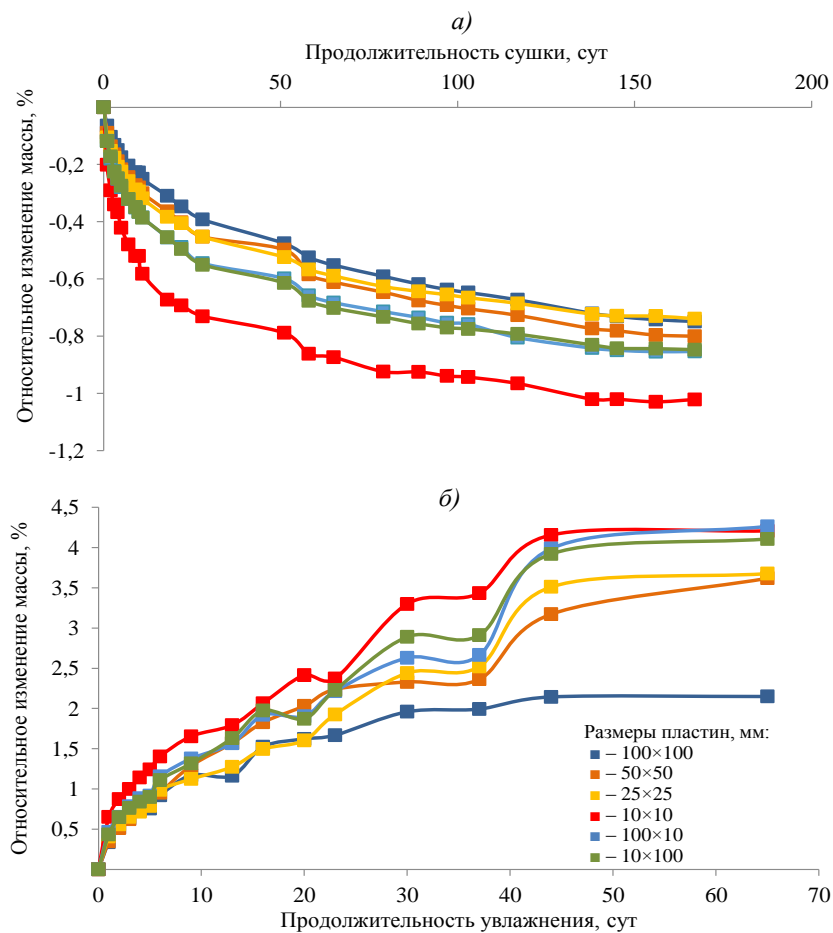 а)
Продолжительность сушки, сут
0 50 100 150 200
Относительное изменение массы, %
-0,2
-0,4
-0,6
-0,8
-1
-1,2
б)
Относительное изменение массы, %
4,5
4
3,5
3
2,5
2
1,5
1
0,5
0
Размеры пластин, мм:
– 100×100
– 50×50
– 25×25
– 10×10
– 100×10
– 10×100
0 10 20 30 40 50 60 70
Продолжительность увлажнения, сут